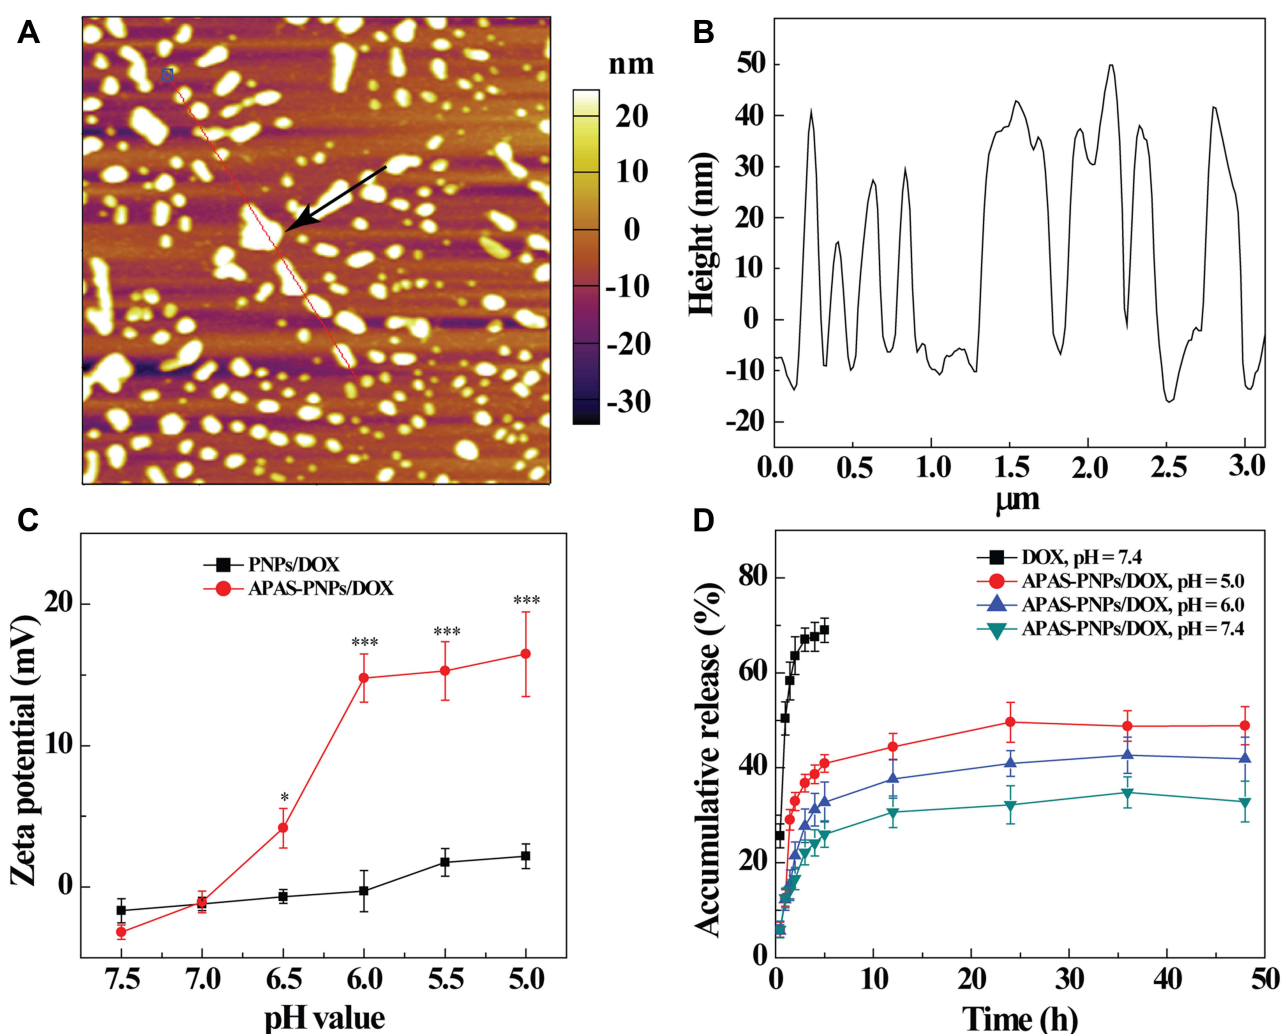 A
nm
20
10
0
-10
-20
-30
B
Height (nm)
50
40
30
20
10
0
-10
-20
0.0 0.5 1.0 1.5 2.0 2.5 3.0
μm
C
Zeta potential (mV)
PNPs/DOX
APAS-PNPs/DOX
20
10
0
*
***
***
***
7.5 7.0 6.5 6.0 5.5 5.0
pH value
D
Accumulative release (%)
DOX, pH = 7.4
APAS-PNPs/DOX, pH = 5.0
APAS-PNPs/DOX, pH = 6.0
APAS-PNPs/DOX, pH = 7.4
80
60
40
20
0
0 10 20 30 40 50
Time (h)